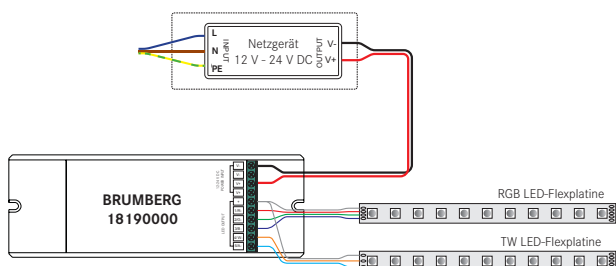 L
N
PE
INPUT
Netzgerät
12 V - 24 V DC
OUTPUT
V-
V+
BRUMBERG
18190000
RGB LED-Flexplatine
TW LED-Flexplatine